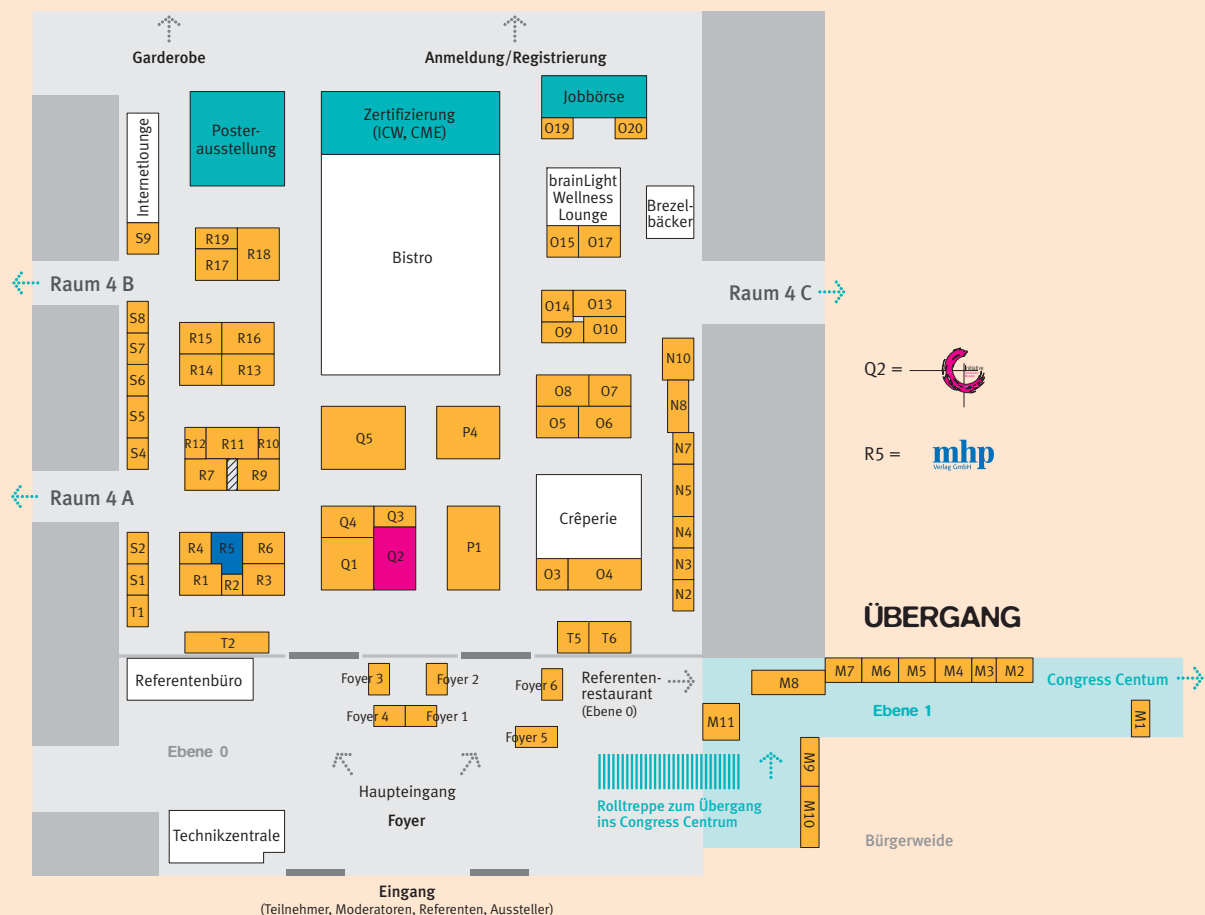 Garderobe
Anmeldung/Registrierung
Jobbörse
O19
O20
Zertifizierung
(ICW, CME)
Poster-
ausstellung
Internetlounge
S9
brainLight
Wellness
Lounge
O15
O17
Brezel-
bäcker
R19
R17
R18
Bistro
Raum 4 B
Raum 4 C
O14
O13
O9
O10
S8
S7
S6
S5
S4
R15
R16
R14
R13
N10
N8
N7
N5
N4
N3
N2
O8
O7
O5
O6
Q5
P4
R12
R11
R10
R7
R9
Q2 =
Initiative
R5 =
mhp
Verlag GmbH
Raum 4 A
S2
S1
T1
R4
R5
R6
R1
R2
R3
Q4
Q3
Q1
Q2
P1
Crêperie
O3
O4
T2
T5
T6
ÜBERGANG
Referentenbüro
Foyer 3
Foyer 2
Foyer 6
Foyer 4
Foyer 1
Foyer 5
Referenten-
restaurant
(Ebene 0)
M8
M7
M6
M5
M4
M3
M2
Congress Centum
M11
Ebene 1
M1
M9
M10
Ebene 0
Haupteingang
Foyer
Rolltreppe zum Übergang
ins Congress Centrum
Technikzentrale
Bürgerweide
Eingang
(Teilnehmer, Moderatoren, Referenten, Aussteller)